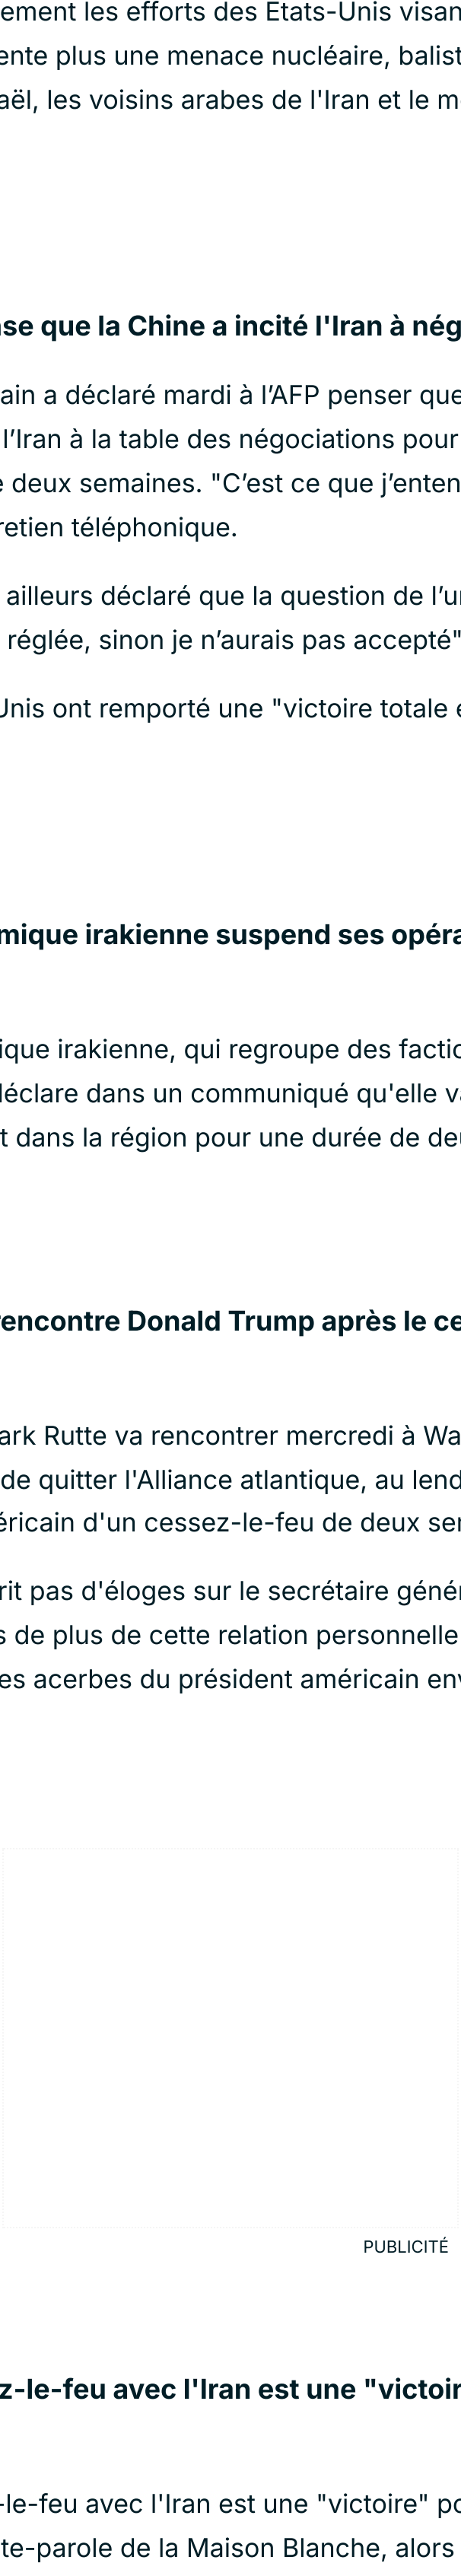 ement les efforts des Etats-Unis visan
ente plus une menace nucléaire, balist
aël, les voisins arabes de l'Iran et le m
se que la Chine a incité l'Iran à nég
ain a déclaré mardi à l’AFP penser que
l’Iran à la table des négociations pour
deux semaines. "C’est ce que j’enten
retien téléphonique.
ailleurs déclaré que la question de l’u
réglée, sinon je n’aurais pas accepté"
Unis ont remporté une "victoire totale e
mique irakienne suspend ses opéra
ique irakienne, qui regroupe des factio
déclare dans un communiqué qu'elle va
t dans la région pour une durée de de
rencontre Donald Trump après le ce
ark Rutte va rencontrer mercredi à Wa
de quitter l'Alliance atlantique, au lend
éricain d'un cessez-le-feu de deux se
rit pas d'éloges sur le secrétaire géné
s de plus de cette relation personnelle
es acerbes du président américain env
PUBLICITÉ
z-le-feu avec l'Iran est une "victoir
-le-feu avec l'Iran est une "victoire" po
te-parole de la Maison Blanche, alors